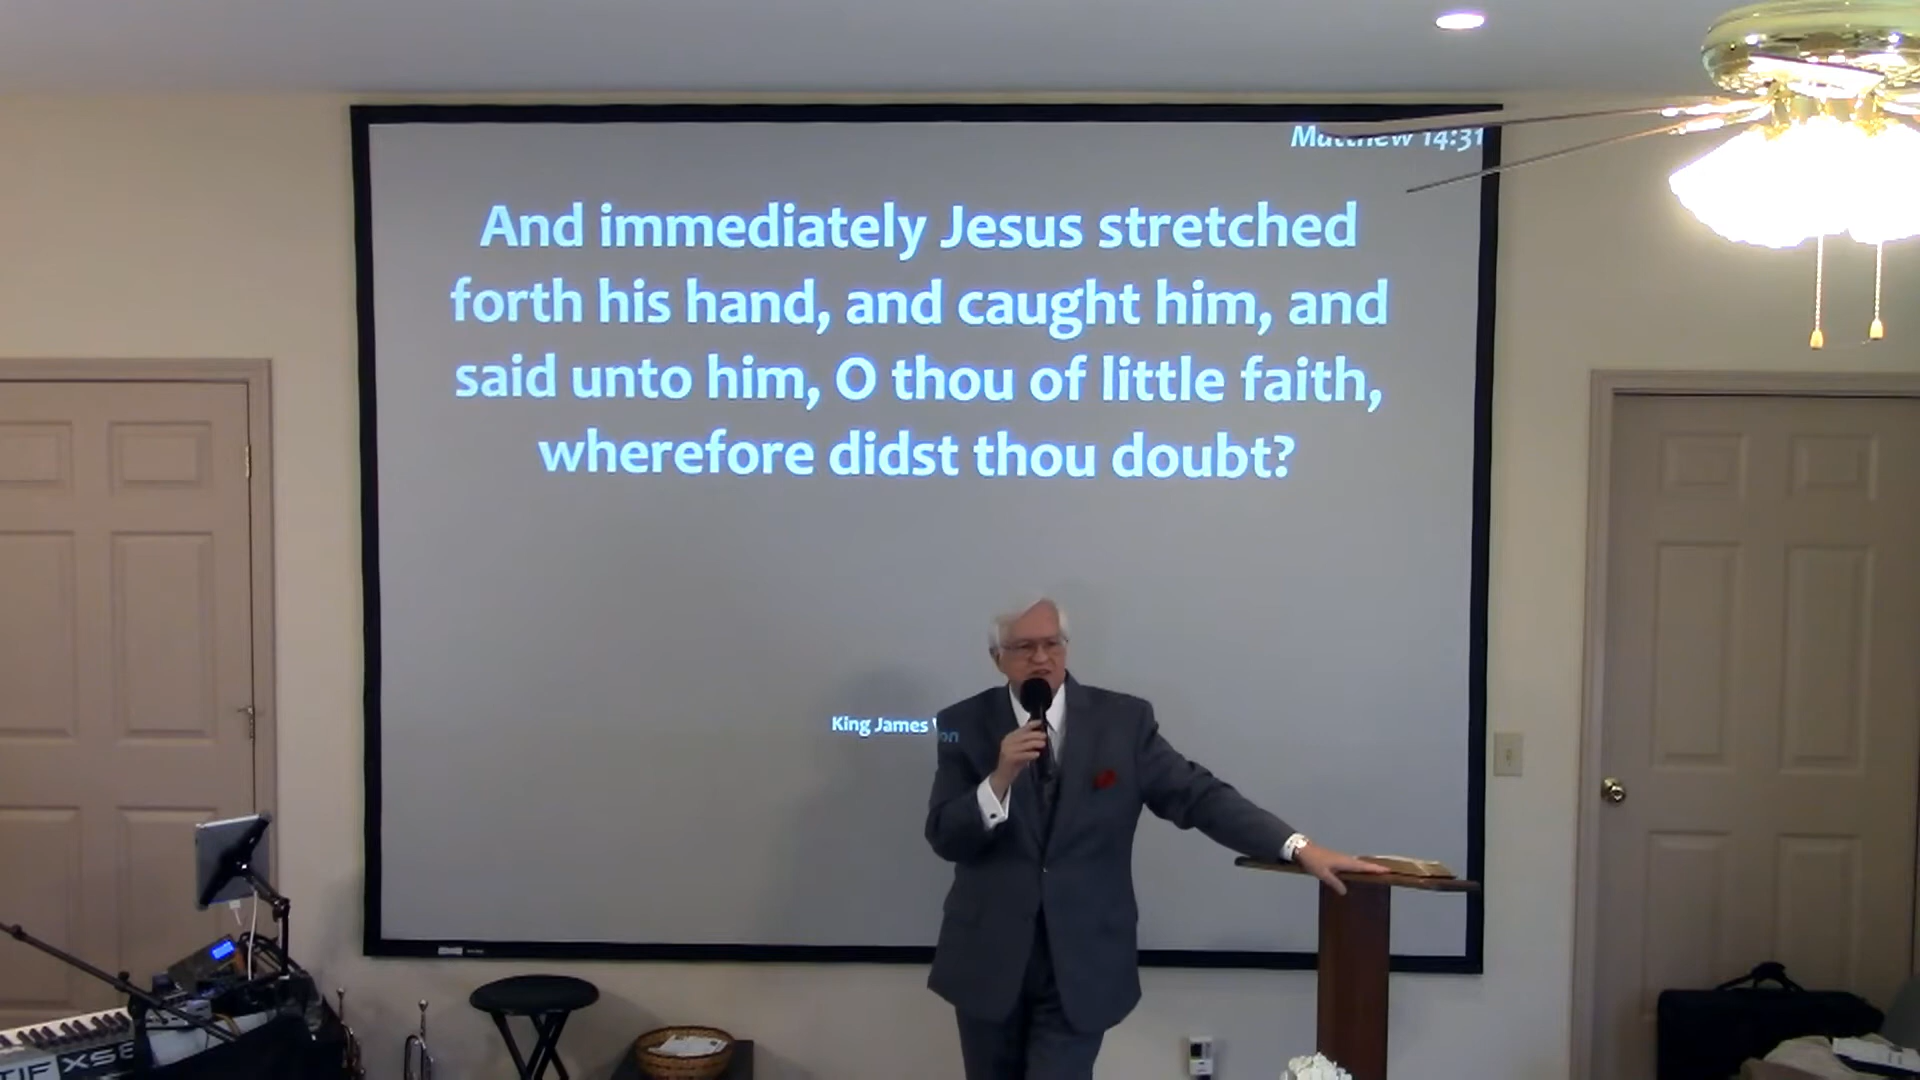 Matthew 14:31
And immediately Jesus stretched
forth his hand, and caught him, and
said unto him, O thou of little faith,
wherefore didst thou doubt?
King James
XS8